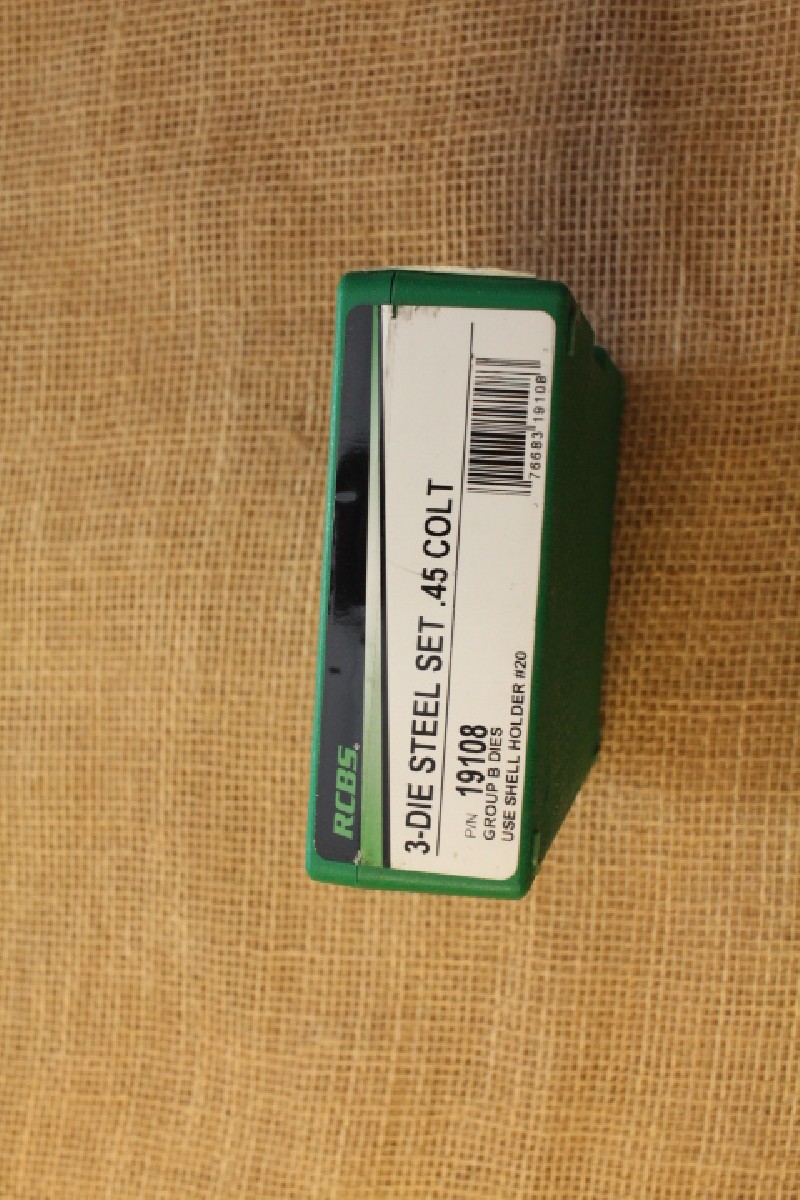 RCBS®
3-DIE STEEL SET .45 COLT
P/N 19108
GROUP B DIES
USE SHELL HOLDER #20
76683 19108